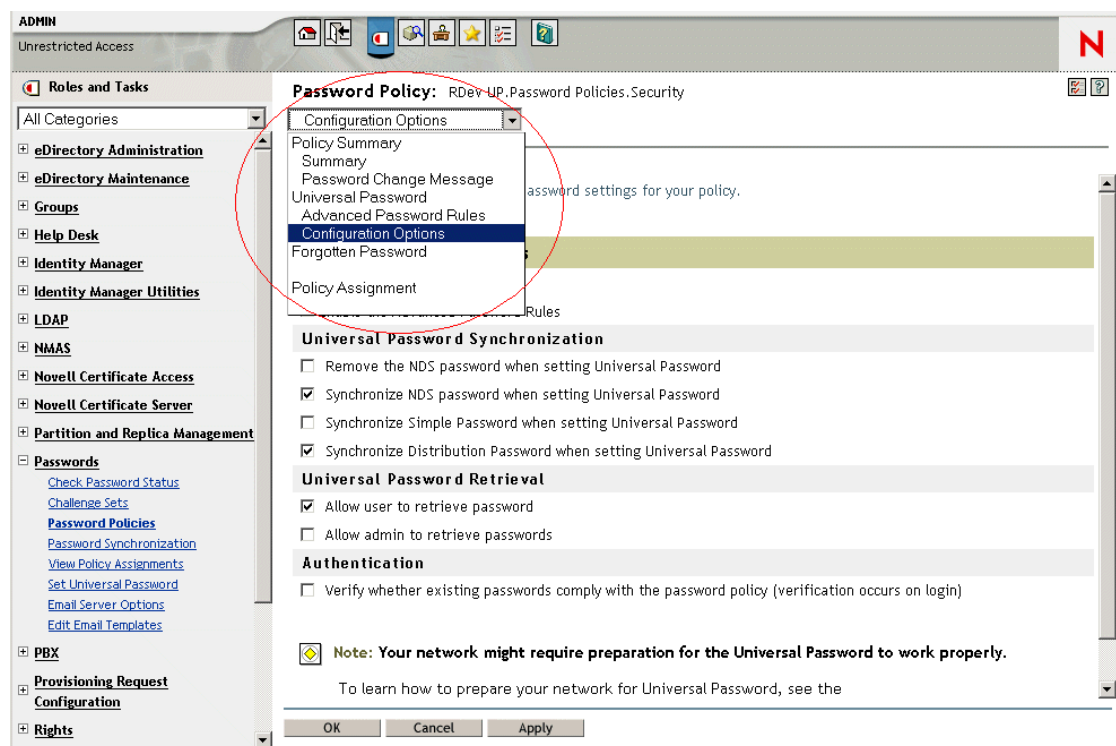 ADMIN
Unrestricted Access
N
Roles and Tasks
All Categories
eDirectory Administration
eDirectory Maintenance
Groups
Help Desk
Identity Manager
Identity Manager Utilities
LDAP
NMAS
Novell Certificate Access
Novell Certificate Server
Partition and Replica Management
Passwords
Check Password Status
Challenge Sets
Password Policies
Password Synchronization
View Policy Assignments
Set Universal Password
Email Server Options
Edit Email Templates
PBX
Provisioning Request
Configuration
Rights
Password Policy: RDev UP.Password Policies.Security
Configuration Options
Policy Summary
Summary
Password Change Message
Universal Password
Advanced Password Rules
Configuration Options
Forgotten Password
Policy Assignment
password settings for your policy.
Rules
Universal Password Synchronization
Remove the NDS password when setting Universal Password
Synchronize NDS password when setting Universal Password
Synchronize Simple Password when setting Universal Password
Synchronize Distribution Password when setting Universal Password
Universal Password Retrieval
Allow user to retrieve password
Allow admin to retrieve passwords
Authentication
Verify whether existing passwords comply with the password policy (verification occurs on login)
Note: Your network might require preparation for the Universal Password to work properly.
To learn how to prepare your network for Universal Password, see the
OK Cancel Apply